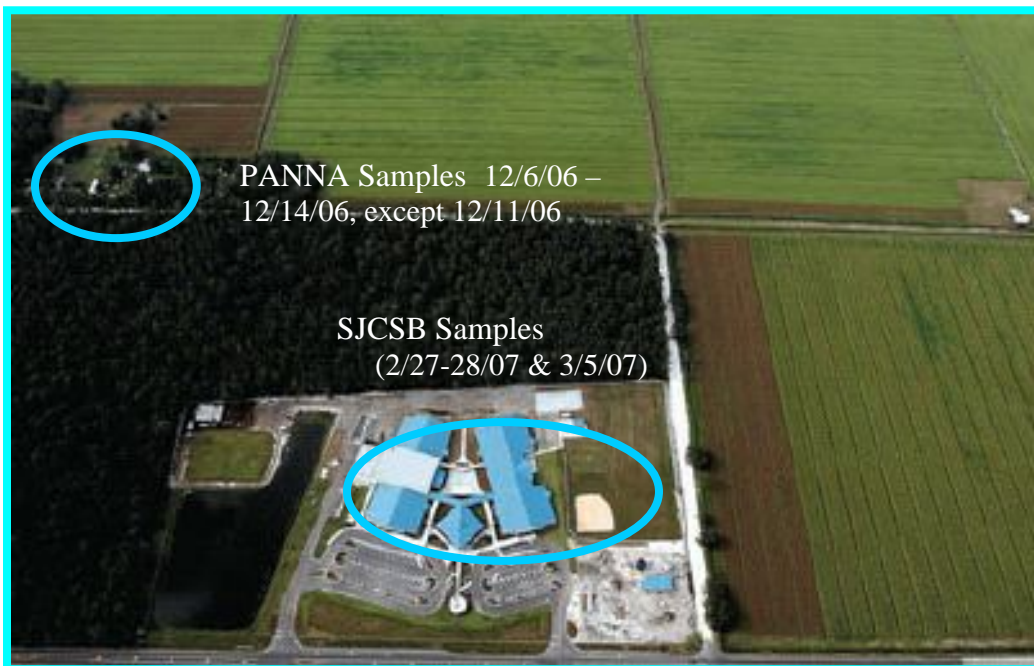 PANNA Samples 12/6/06 –
12/14/06, except 12/11/06
SJCSB Samples
(2/27-28/07 & 3/5/07)